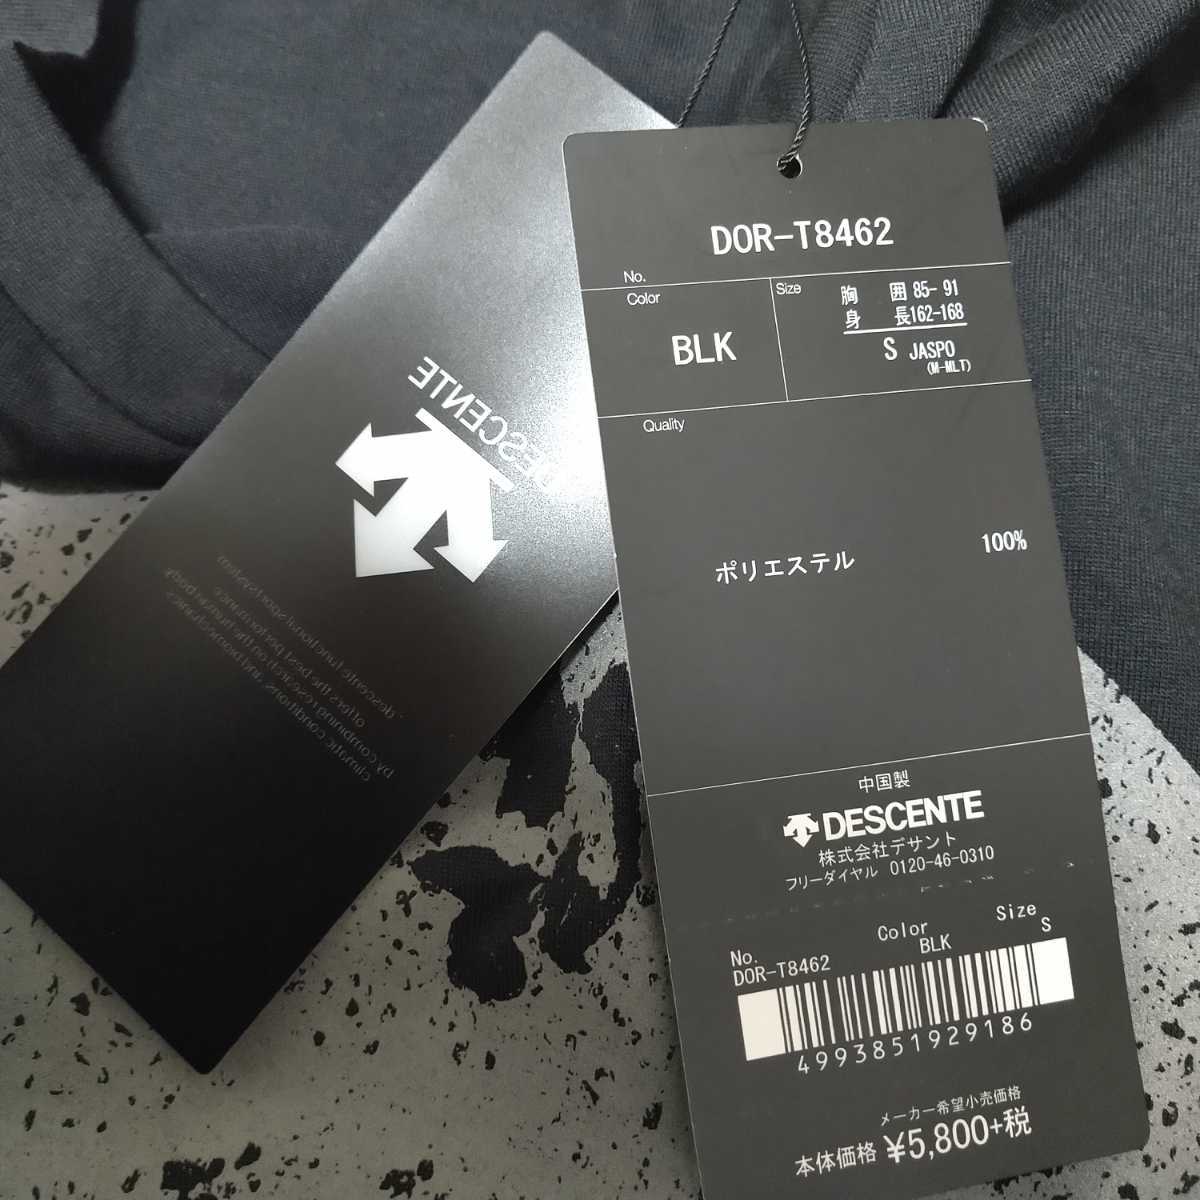 DOR-T8462
No.
Color
BLK
Size
胸 囲 85-91
身 長162-168
S JASPO
(M-MLT)
Quality
ポリエステル 100%
中国製
DESCENTE
株式会社デサント
フリーダイヤル 0120-46-0310
No. Color Size
DOR-T8462 BLK S
4993851929186
メーカー希望小売価格
本体価格 ¥5,800+税
DESCENTE
descente functional sport system
offers the best performance
by combining research on the human body
climatic conditions, and biomechanics